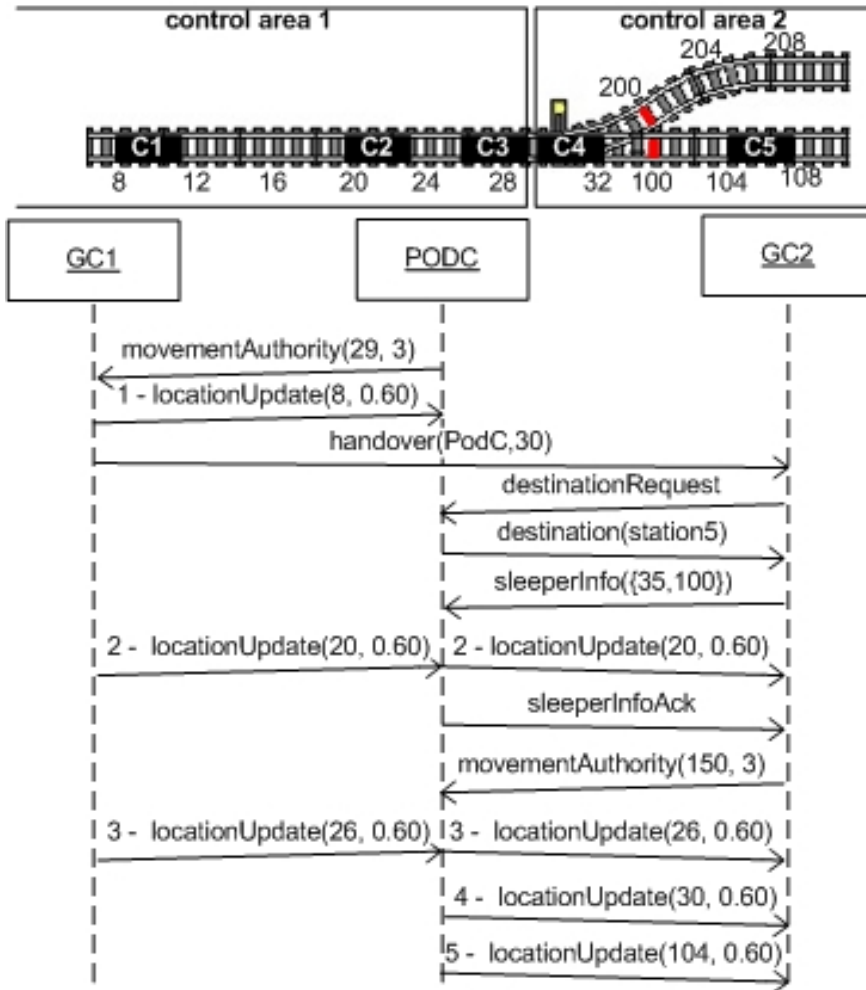 control area 1
control area 2
208
204
200
C1
C2
C3
C4
C5
8
12
16
20
24
28
32
100
104
108
GC1
PODC
GC2
movementAuthority(29, 3)
1 - locationUpdate(8, 0.60)
handover(PodC,30)
destinationRequest
destination(station5)
sleeperInfo({35,100})
2 - locationUpdate(20, 0.60)
2 - locationUpdate(20, 0.60)
sleeperInfoAck
movementAuthority(150, 3)
3 - locationUpdate(26, 0.60)
3 - locationUpdate(26, 0.60)
4 - locationUpdate(30, 0.60)
5 - locationUpdate(104, 0.60)